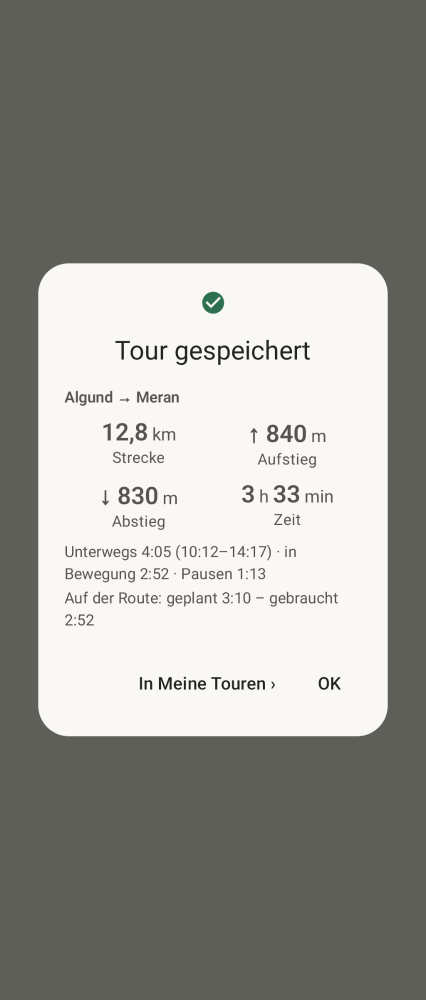 Tour gespeichert
Algund → Meran
12,8 km
Strecke
↑ 840 m
Aufstieg
↓ 830 m
Abstieg
3 h 33 min
Zeit
Unterwegs 4:05 (10:12–14:17) · in
Bewegung 2:52 · Pausen 1:13
Auf der Route: geplant 3:10 – gebraucht
2:52
In Meine Touren ›
OK